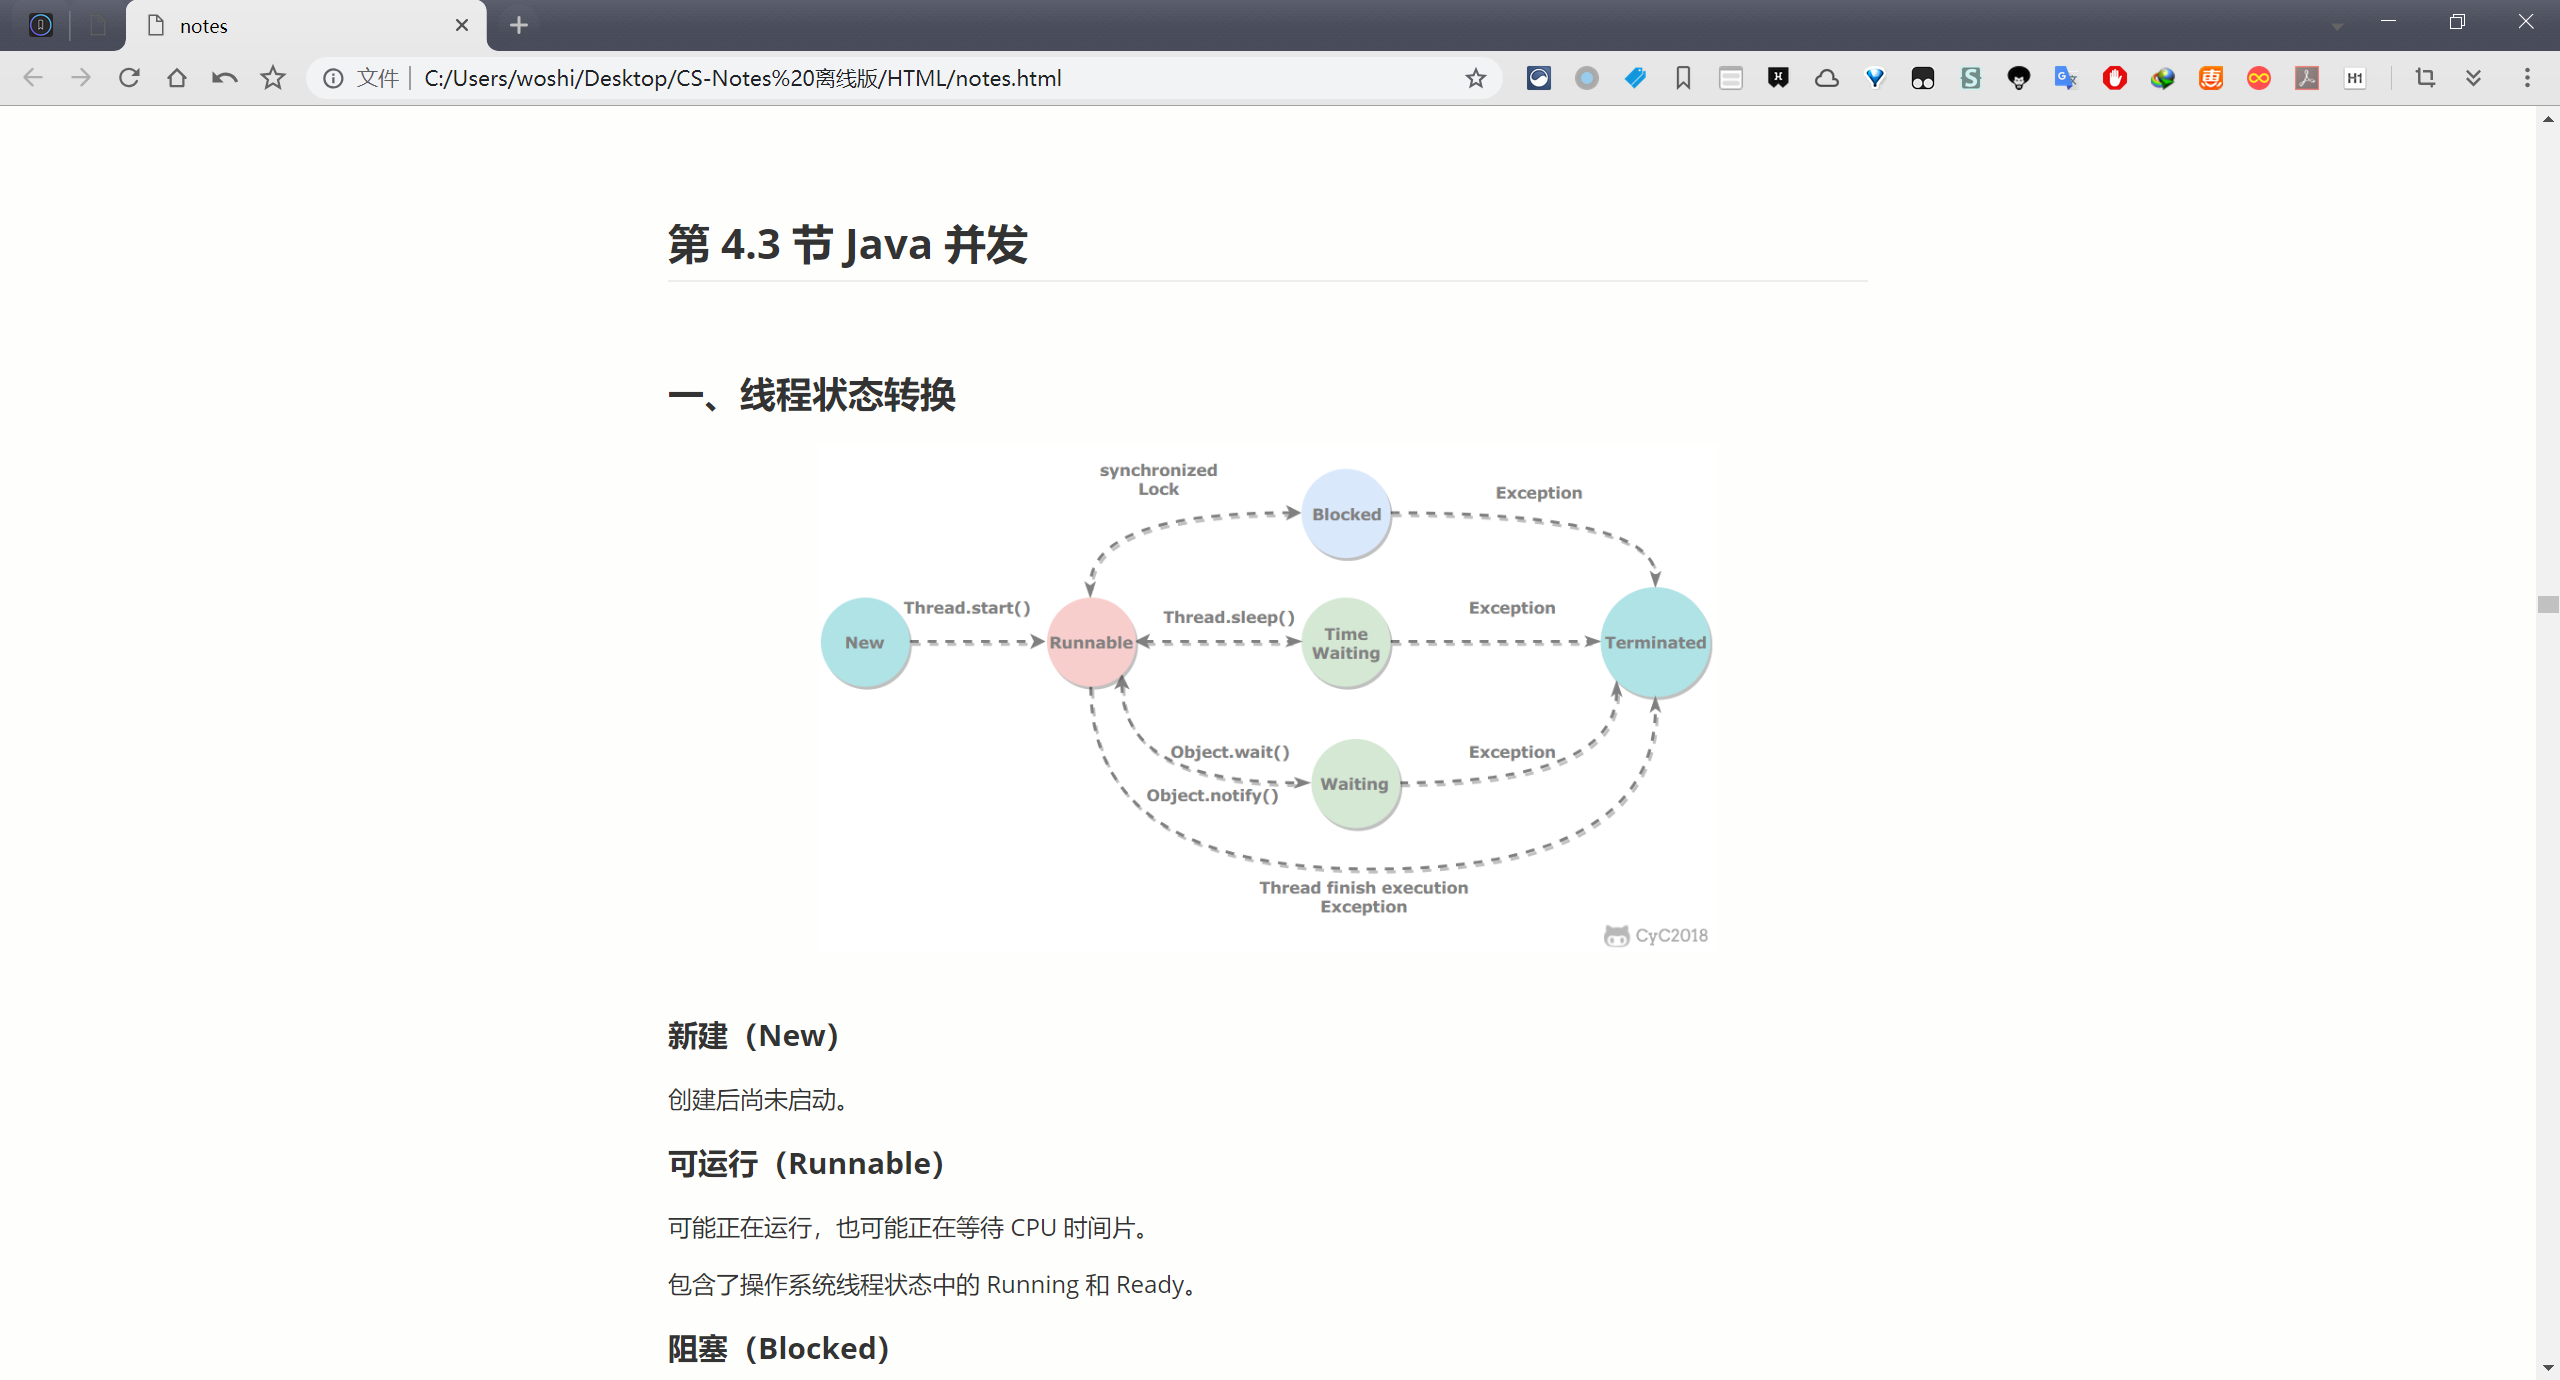 notes
文件
C:/Users/woshi/Desktop/CS-Notes%20离线版/HTML/notes.html
H1
第 4.3 节 Java 并发
一、线程状态转换
synchronized
Lock
Blocked
Exception
New
Thread.start()
Runnable
Thread.sleep()
Time
Waiting
Exception
Terminated
Object.wait()
Object.notify()
Waiting
Exception
Thread finish execution
Exception
CyC2018
新建（New）
创建后尚未启动。
可运行（Runnable）
可能正在运行，也可能正在等待 CPU 时间片。
包含了操作系统线程状态中的 Running 和 Ready。
阻塞（Blocked）